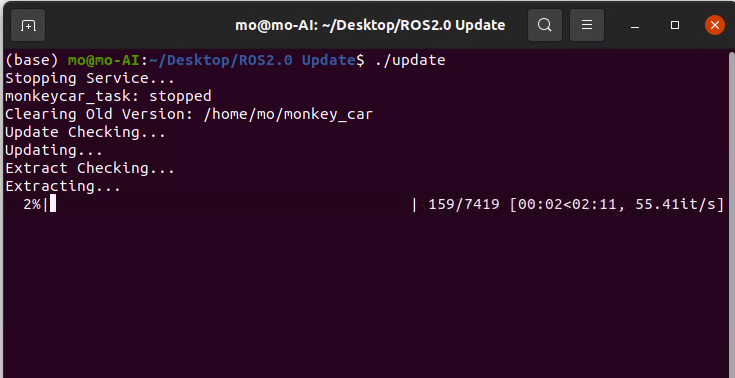 mo@mo-AI: ~/Desktop/ROS2.0 Update
(base) mo@mo-AI:~/Desktop/ROS2.0 Update$ ./update
Stopping Service...
monkeycar_task: stopped
Clearing Old Version: /home/mo/monkey_car
Update Checking...
Updating...
Extract Checking...
Extracting...
2%| | 159/7419 [00:02<02:11, 55.41it/s]